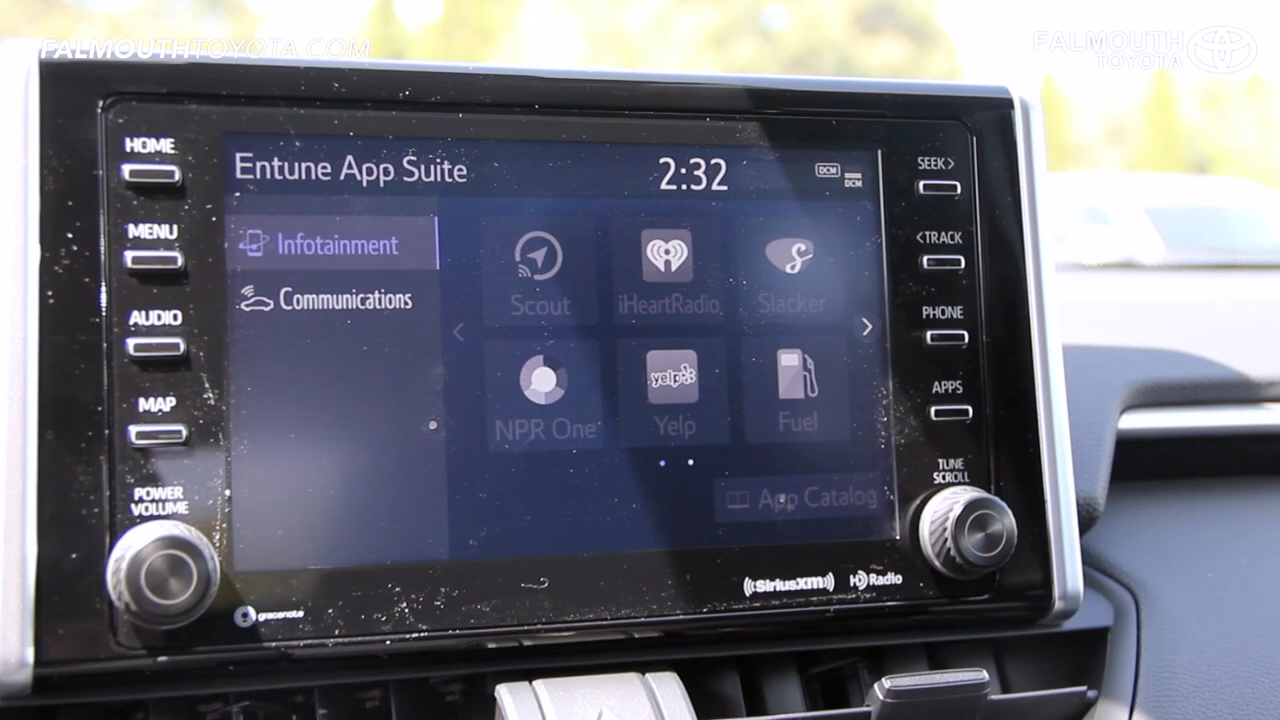 FALMOUTHTOYOTA.COM
FALMOUTH
TOYOTA
HOME
MENU
AUDIO
MAP
POWER
VOLUME
Entune App Suite
2:32
DCM
DCM
Infotainment
Communications
Scout
iHeartRadio
Slacker
NPR One
yelp
Yelp
Fuel
App Catalog
SEEK>
<TRACK
PHONE
APPS
TUNE
SCROLL
gracenote
((SiriusXM))
HD Radio